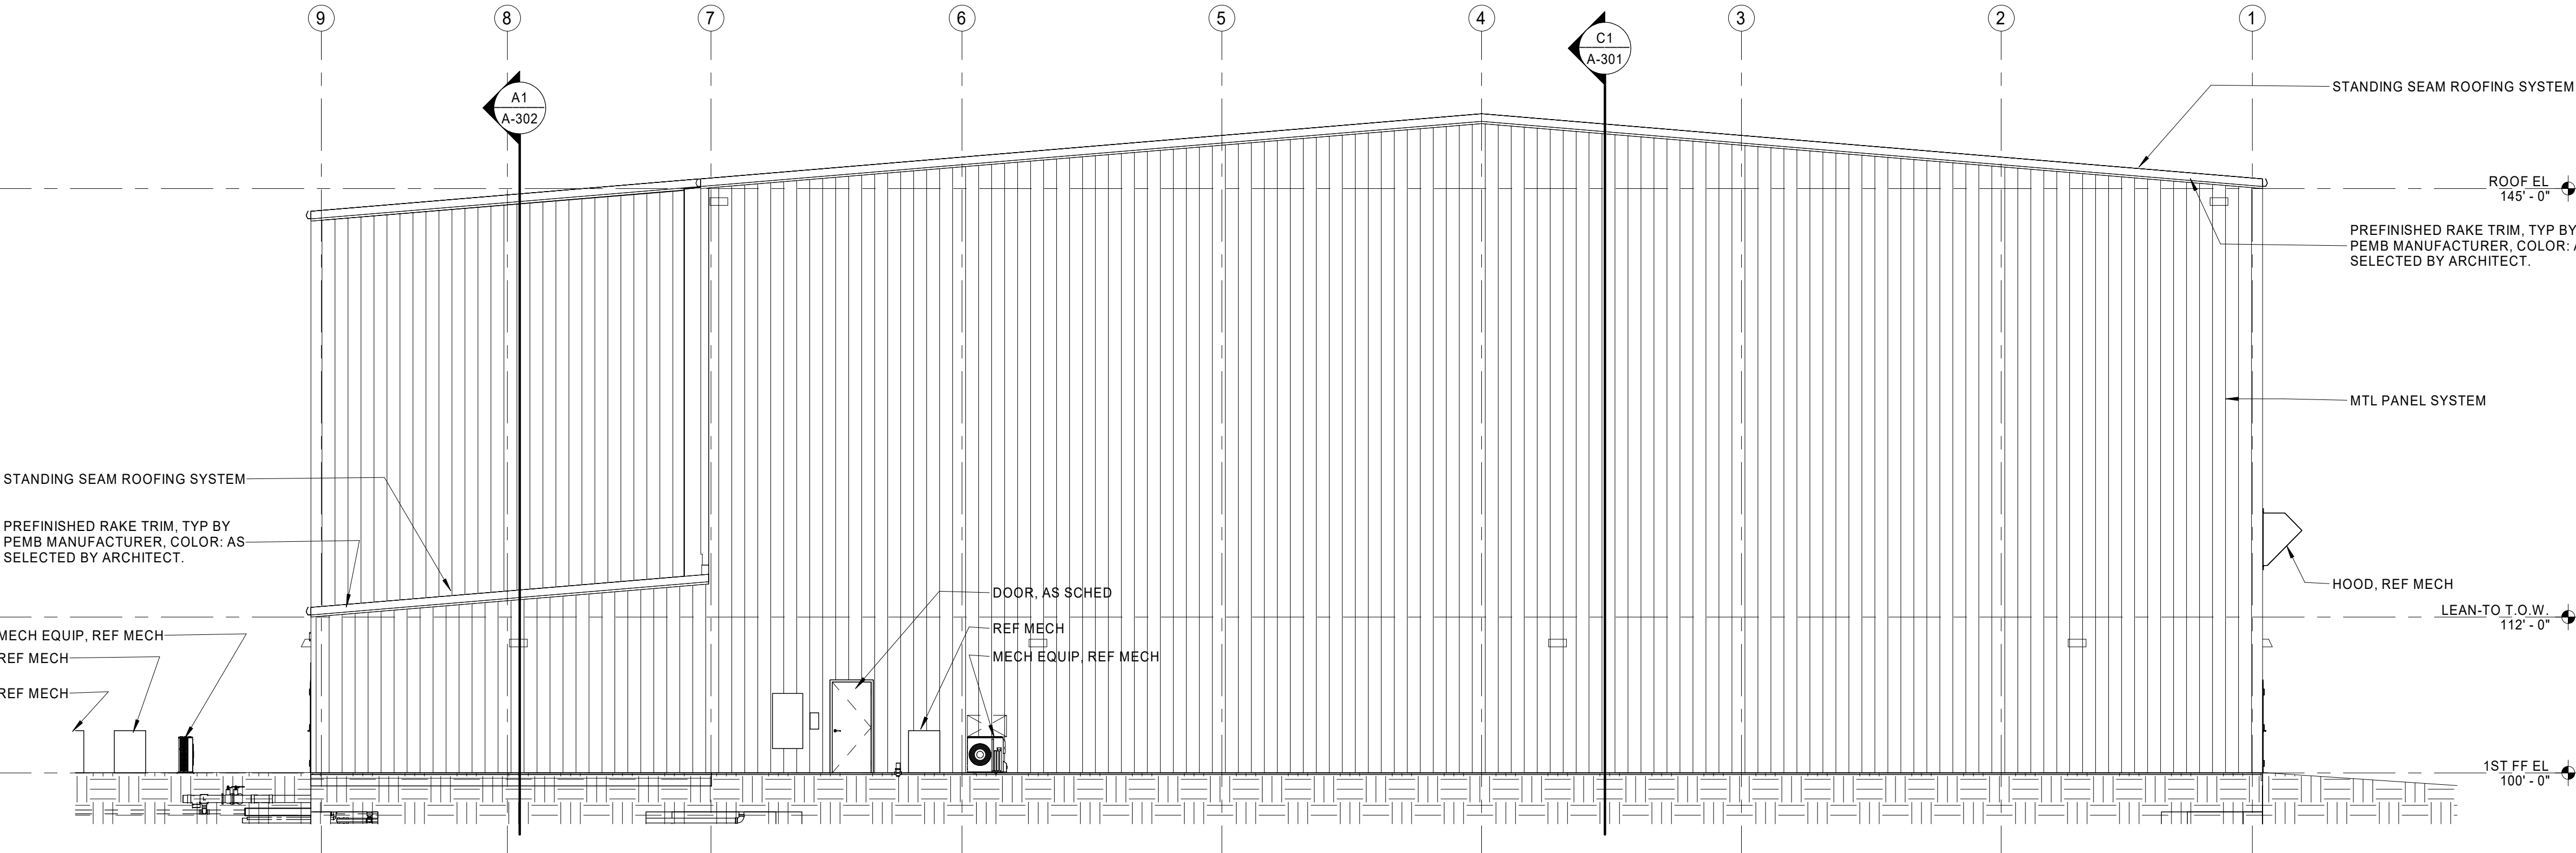 9
8
7
6
5
4
3
2
1
C1
A-301
A1
A-302
STANDING SEAM ROOFING SYSTEM
ROOF EL
145' - 0"
PREFINISHED RAKE TRIM, TYP BY
PEMB MANUFACTURER, COLOR: A
SELECTED BY ARCHITECT.
MTL PANEL SYSTEM
STANDING SEAM ROOFING SYSTEM
PREFINISHED RAKE TRIM, TYP BY
PEMB MANUFACTURER, COLOR: AS
SELECTED BY ARCHITECT.
HOOD, REF MECH
DOOR, AS SCHED
LEAN-TO T.O.W.
112' - 0"
REF MECH
MECH EQUIP, REF MECH
MECH EQUIP, REF MECH
REF MECH
REF MECH
1ST FF EL
100' - 0"